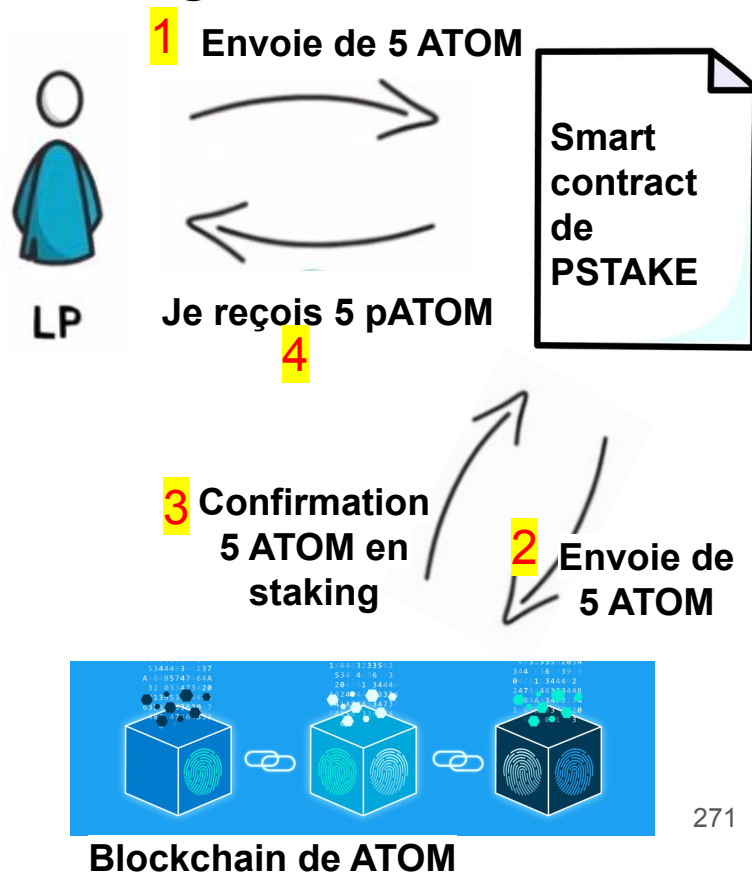 1 Envoie de 5 ATOM
Smart
contract
de
PSTAKE
LP
Je reçois 5 pATOM
4
3 Confirmation
5 ATOM en
staking
2 Envoie de
5 ATOM
271
Blockchain de ATOM